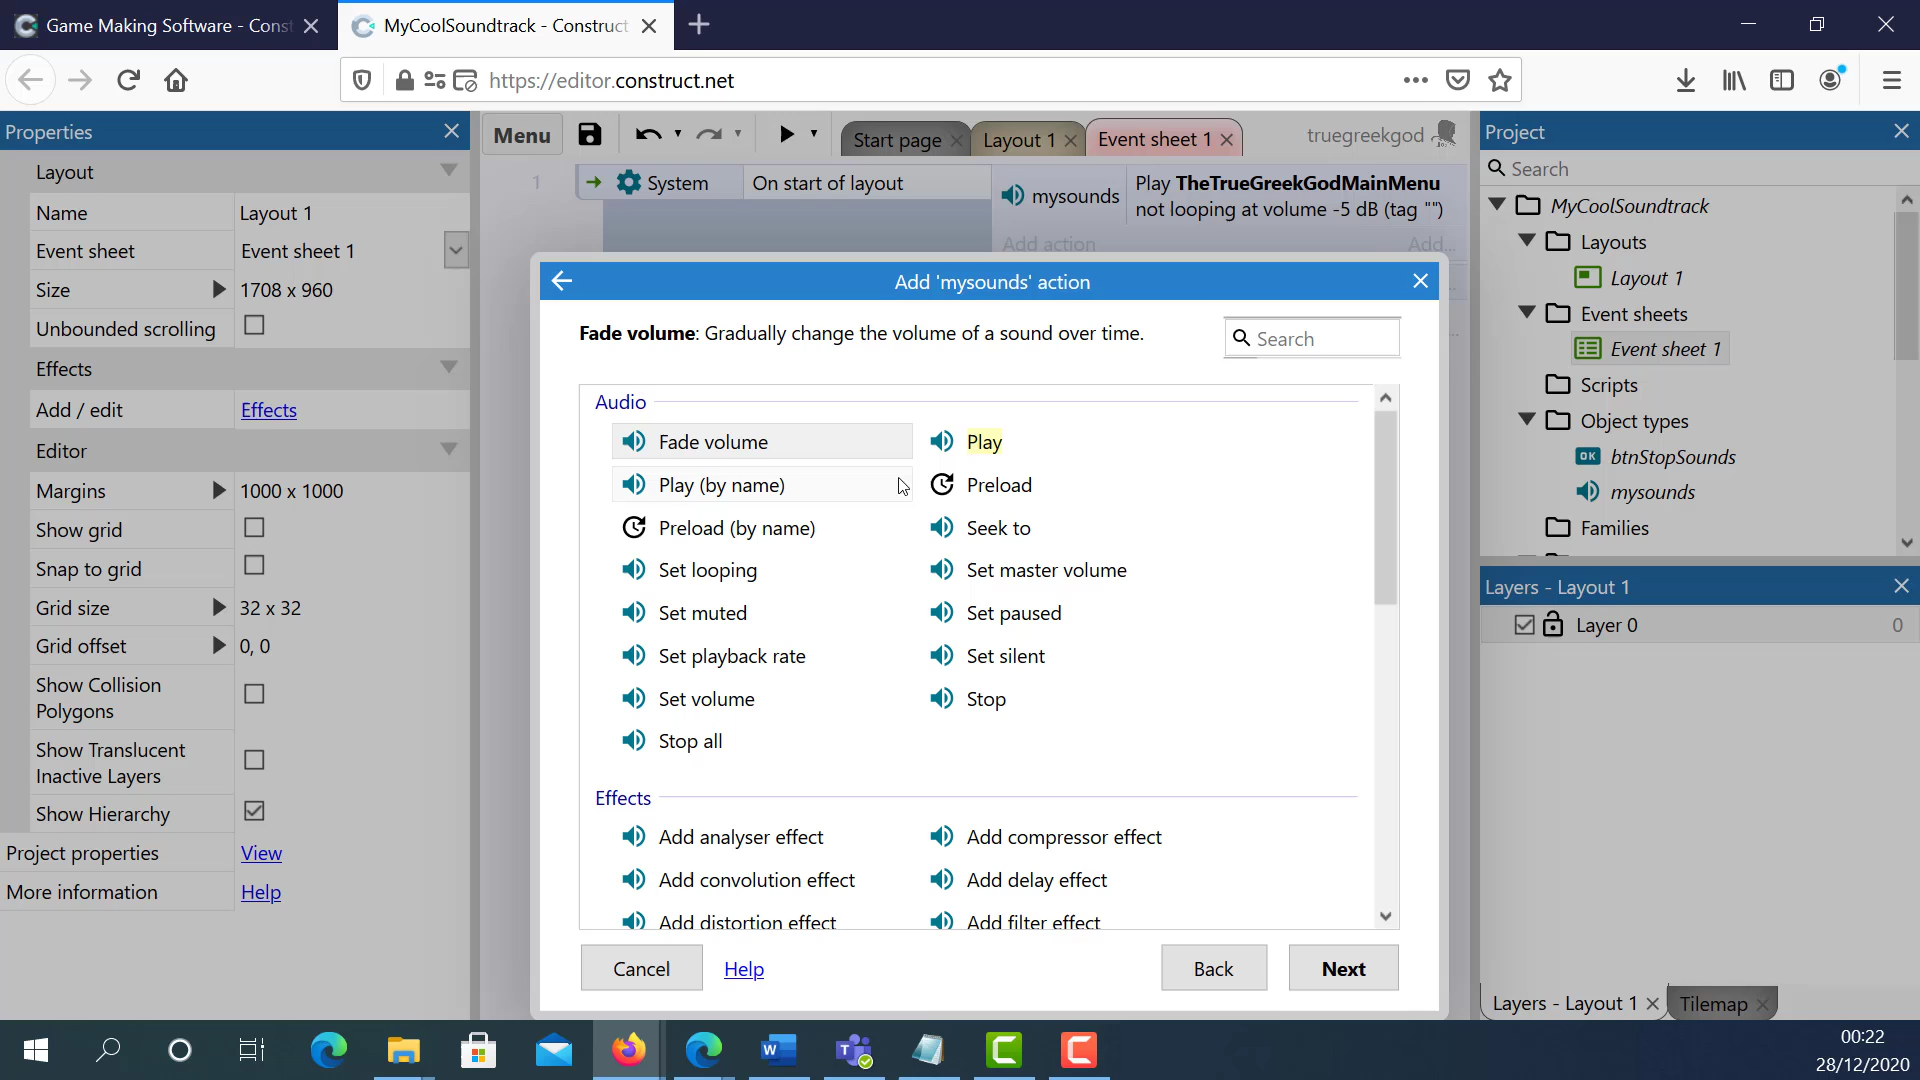 Game Making Software - Const
MyCoolSoundtrack - Construct
https://editor.construct.net
Properties
Layout
Name Layout 1
Event sheet Event sheet 1
Size 1708 x 960
Unbounded scrolling
Effects
Add / edit Effects
Editor
Margins 1000 x 1000
Show grid
Snap to grid
Grid size 32 x 32
Grid offset 0, 0
Show Collision
Polygons
Show Translucent
Inactive Layers
Show Hierarchy
Project properties View
More information Help
Menu
Start page
Layout 1
Event sheet 1
truegreekgod
1 System On start of layout
mysounds
Play TheTrueGreekGodMainMenu
not looping at volume -5 dB (tag "")
Add action Add...
Add 'mysounds' action
Fade volume: Gradually change the volume of a sound over time.
Search
Audio
Fade volume Play
Play (by name) Preload
Preload (by name) Seek to
Set looping Set master volume
Set muted Set paused
Set playback rate Set silent
Set volume Stop
Stop all
Effects
Add analyser effect Add compressor effect
Add convolution effect Add delay effect
Add distortion effect Add filter effect
Cancel Help Back Next
Project
Search
MyCoolSoundtrack
Layouts
Layout 1
Event sheets
Event sheet 1
Scripts
Object types
OK btnStopSounds
mysounds
Families
Layers - Layout 1
Layer 0 0
Layers - Layout 1 Tilemap
00:22
28/12/2020